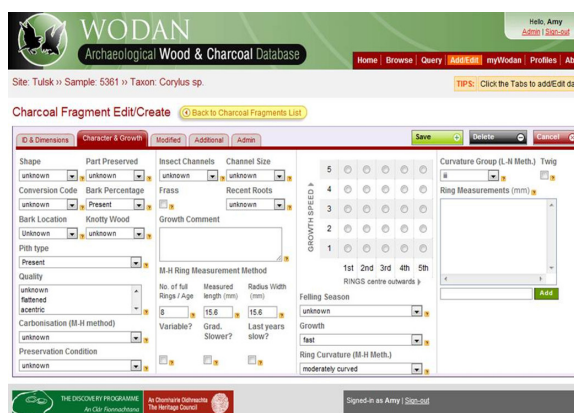 WODAN
Archaeological Wood & Charcoal Database
Hello, Amy
Admin | Sign-out
Home | Browse | Query | Add/Edit | myWodan | Profiles | Ab
Site: Tulsk ›› Sample: 5361 ›› Taxon: Corylus sp.
TIPS: Click the Tabs to add/Edit da
Charcoal Fragment Edit/Create
Back to Charcoal Fragments List
ID & Dimensions
Character & Growth
Modified
Additional
Admin
Save
Delete
Cancel
Shape
Part Preserved
unknown
unknown
Conversion Code
Bark Percentage
unknown
Present
Bark Location
Knotty Wood
Unknown
unknown
Pith type
Present
Quality
unknown
flattened
acentric
Carbonisation (M-H method)
unknown
Preservation Condition
unknown
Insect Channels
Channel Size
unknown
unknown
Frass
Recent Roots
unknown
Growth Comment
M-H Ring Measurement Method
No. of full Rings / Age
Measured length (mm)
Radius Width (mm)
8
15.6
15.6
Variable?
Grad. Slower?
Last years slow?
GROWTH SPEED
5
4
3
2
1
1st 2nd 3rd 4th 5th
RINGS centre outwards
Felling Season
unknown
Growth
fast
Ring Curvature (M-H Meth.)
moderately curved
Curvature Group (L-N Meth.)
Twig
iii
Ring Measurements (mm)
Add
THE DISCOVERY PROGRAMME
An Clár Fionnachtana
An Chomhairle Oidhreachta
The Heritage Council
Signed-in as Amy | Sign-out